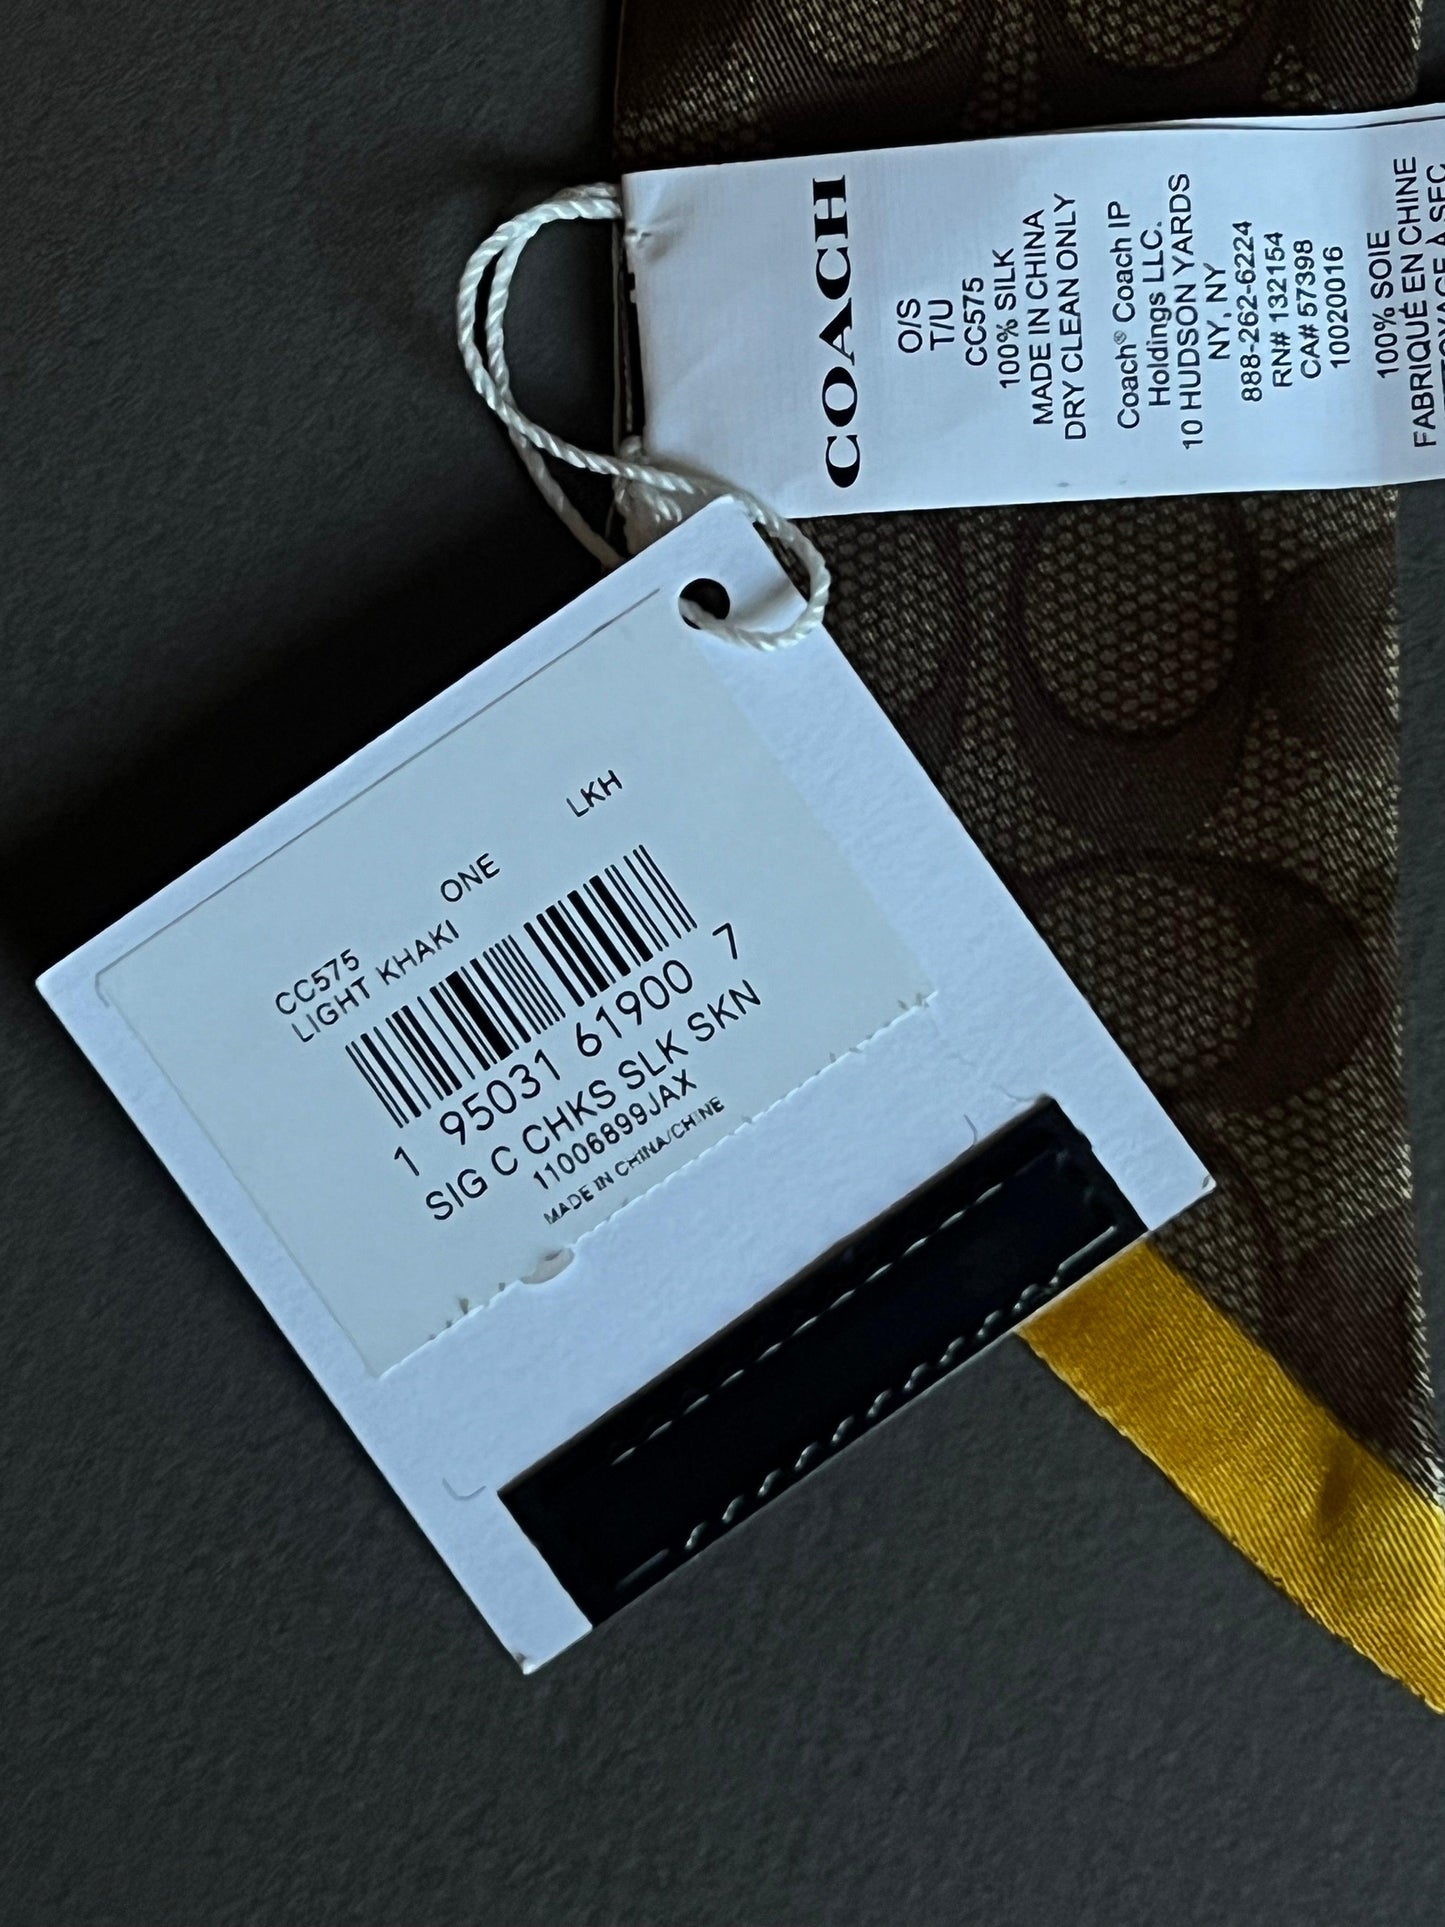 COACH
O/S
T/U
CC575
100% SILK
MADE IN CHINA
DRY CLEAN ONLY
Coach® Coach IP
Holdings LLC.
10 HUDSON YARDS
NY, NY
888-262-6224
RN# 132154
CA# 57398
10020016
100% SOIE
FABRIQUÉ EN CHINE
À SEC
CC575 ONE LKH
LIGHT KHAKI
1 95031 61900 7
SIG C CHKS SLK SKN
11006899JAX
MADE IN CHINA/CHINE